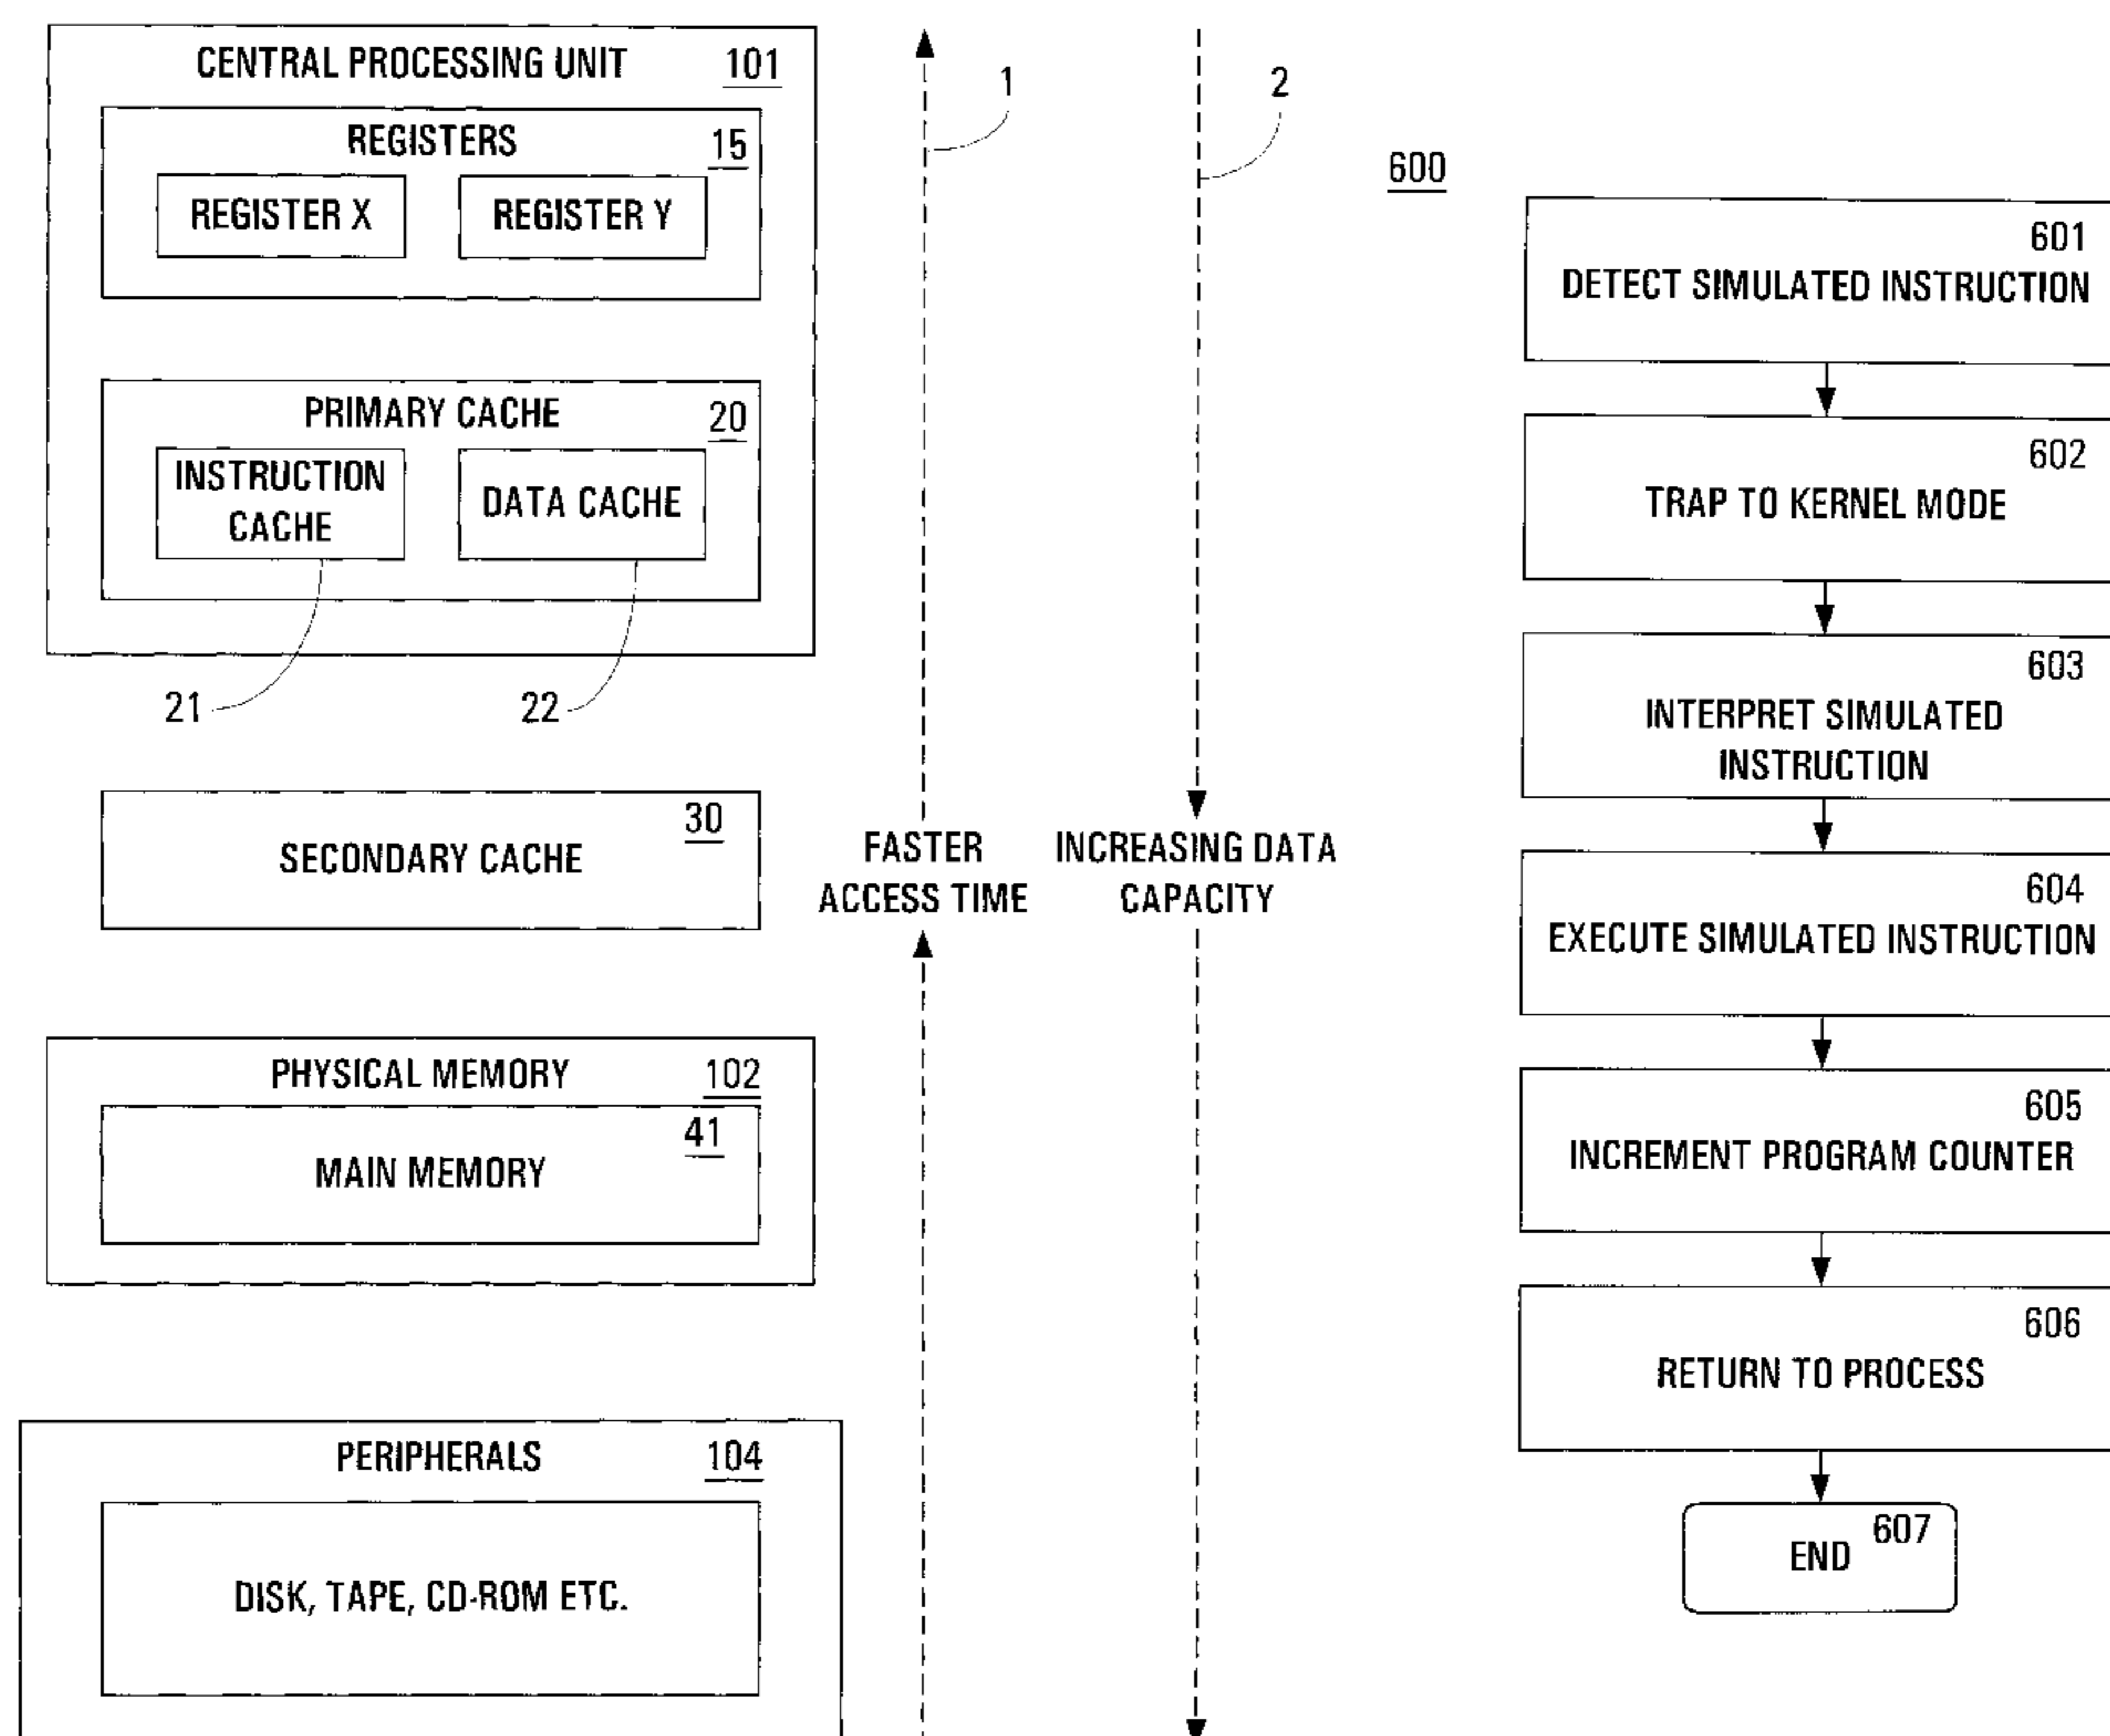 CENTRAL PROCESSING UNIT 101
REGISTERS 15
REGISTER X
REGISTER Y
PRIMARY CACHE 20
INSTRUCTION
CACHE
DATA CACHE
21
22
SECONDARY CACHE 30
PHYSICAL MEMORY 102
MAIN MEMORY 41
PERIPHERALS 104
DISK, TAPE, CD-ROM ETC.
1
FASTER
ACCESS TIME
2
INCREASING DATA
CAPACITY
600
601
DETECT SIMULATED INSTRUCTION
602
TRAP TO KERNEL MODE
603
INTERPRET SIMULATED
INSTRUCTION
604
EXECUTE SIMULATED INSTRUCTION
605
INCREMENT PROGRAM COUNTER
606
RETURN TO PROCESS
607
END